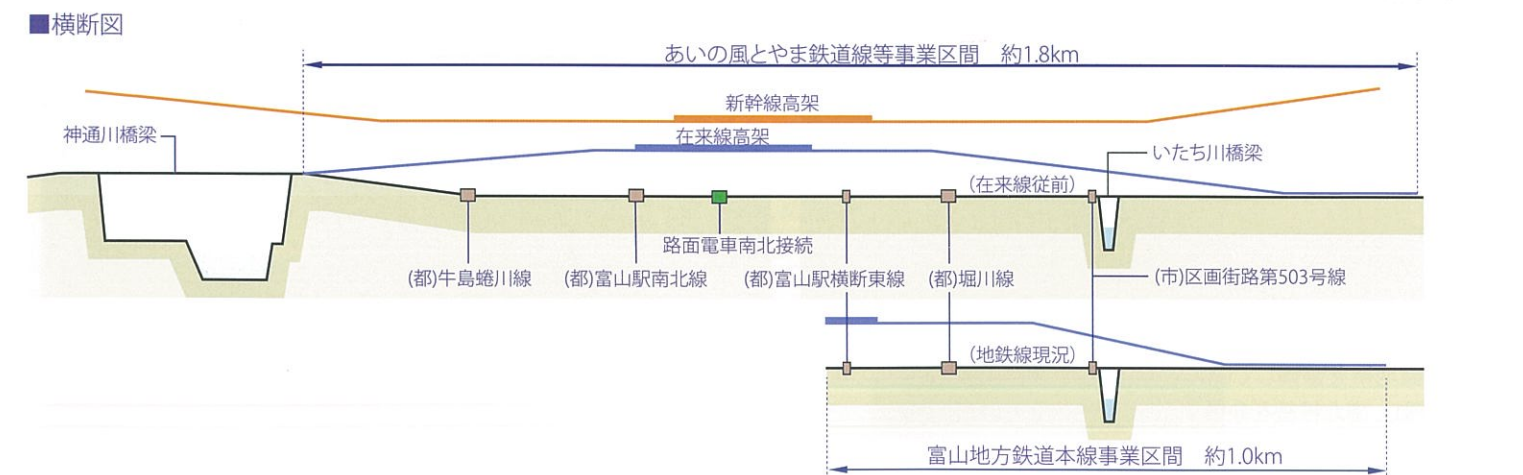 ■横断図
あいの風とやま鉄道線等事業区間　約1.8km
新幹線高架
神通川橋梁
在来線高架
いたち川橋梁
（在来線従前）
路面電車南北接続
(都)牛島蜷川線
(都)富山駅南北線
(都)富山駅横断東線
(都)堀川線
(市)区画街路第503号線
（地鉄線現況）
富山地方鉄道本線事業区間　約1.0km